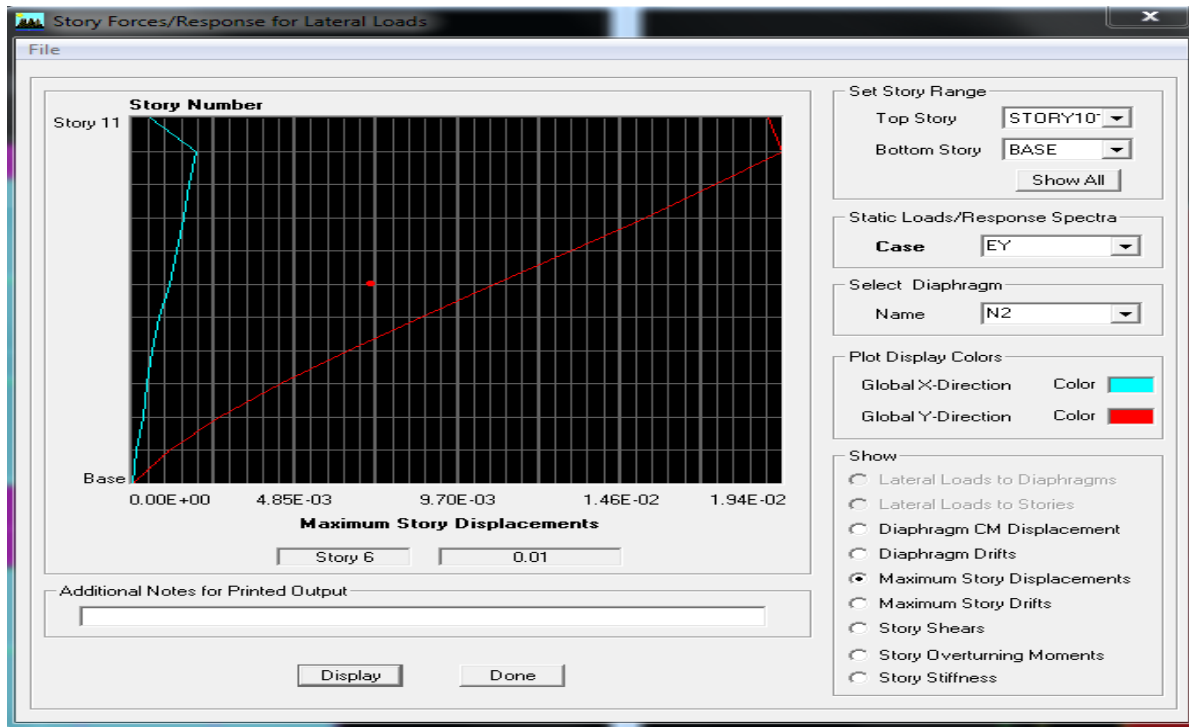 Story Forces/Response for Lateral Loads
File
Story Number
Story 11
Base
0.00E+00 4.85E-03 9.70E-03 1.46E-02 1.94E-02
Maximum Story Displacements
Story 6 0.01
Additional Notes for Printed Output
Display Done
Set Story Range
Top Story STORY10
Bottom Story BASE
Show All
Static Loads/Response Spectra
Case EY
Select Diaphragm
Name N2
Plot Display Colors
Global X-Direction Color
Global Y-Direction Color
Show
Lateral Loads to Diaphragms
Lateral Loads to Stories
Diaphragm CM Displacement
Diaphragm Drifts
Maximum Story Displacements
Maximum Story Drifts
Story Shears
Story Overturning Moments
Story Stiffness